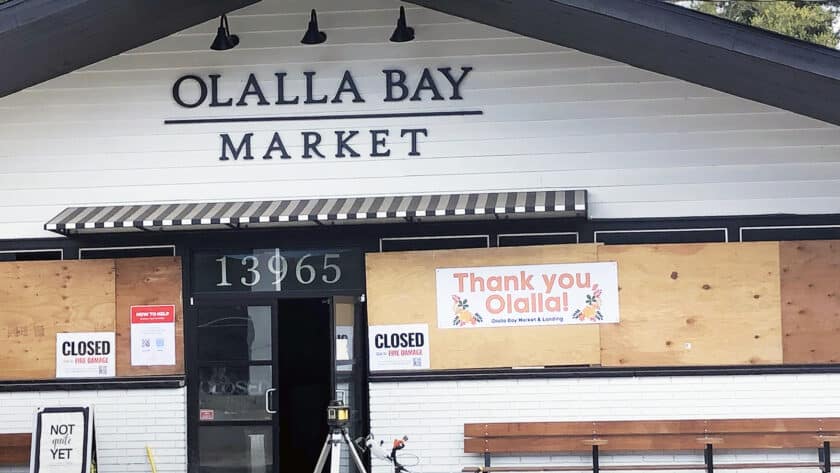 OLALLA BAY
MARKET
13965
Thank you,
Olalla!
Olalla Bay Market & Landing
HOW TO HELP
CLOSED
FIRE DAMAGE
CLOSED
FIRE DAMAGE
CLOSED
NOT
quite
YET